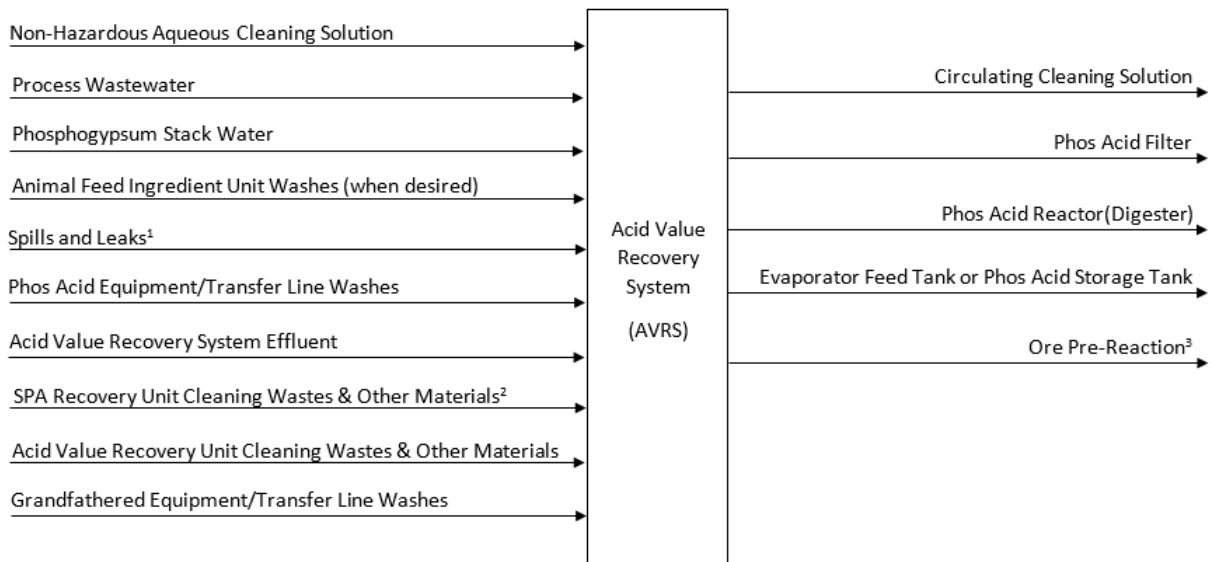 Non-Hazardous Aqueous Cleaning Solution
Process Wastewater
Phosphogypsum Stack Water
Animal Feed Ingredient Unit Washes (when desired)
Spills and Leaks¹
Phos Acid Equipment/Transfer Line Washes
Acid Value Recovery System Effluent
SPA Recovery Unit Cleaning Wastes & Other Materials²
Acid Value Recovery Unit Cleaning Wastes & Other Materials
Grandfathered Equipment/Transfer Line Washes
Acid Value
Recovery
System
(AVRS)
Circulating Cleaning Solution
Phos Acid Filter
Phos Acid Reactor(Digester)
Evaporator Feed Tank or Phos Acid Storage Tank
Ore Pre-Reaction³